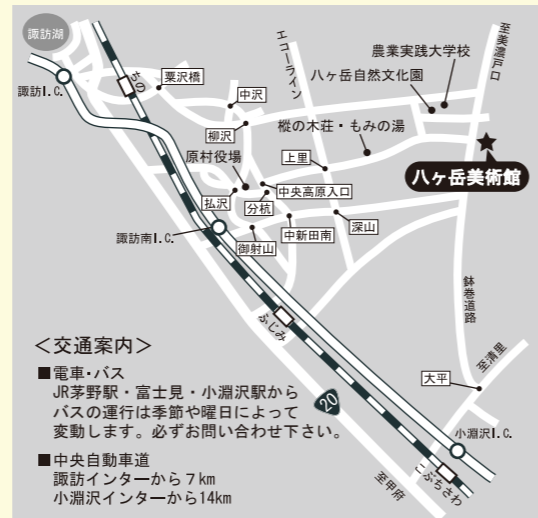 諏訪湖
諏訪I.C.
ちの
粟沢橋
中沢
柳沢
原村役場
払沢
エコーライン
樅の木荘・もみの湯
上里
中央高原入口
分杭
中新田南
深山
御射山
諏訪南I.C.
農業実践大学校
八ヶ岳自然文化園
至美濃戸口
八ヶ岳美術館
鉢巻道路
至清里
大平
ふじみ
20
小淵沢I.C.
こぶちさわ
至甲府
<交通案内>
■電車・バス
JR茅野駅・富士見・小淵沢駅から
バスの運行は季節や曜日によって
変動します。必ずお問い合わせ下さい。
■中央自動車道
諏訪インターから7km
小淵沢インターから14km